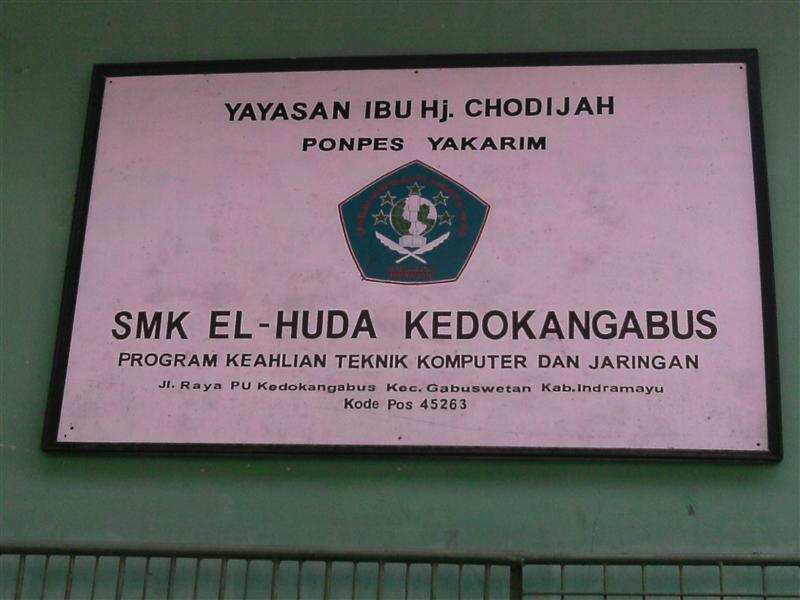 YAYASAN IBU Hj. CHODIJAH
PONPES YAKARIM
SMK EL-HUDA KEDOKANGABUS
PROGRAM KEAHLIAN TEKNIK KOMPUTER DAN JARINGAN
Jl. Raya PU Kedokangabus Kec. Gabuswetan Kab.Indramayu
Kode Pos 45263